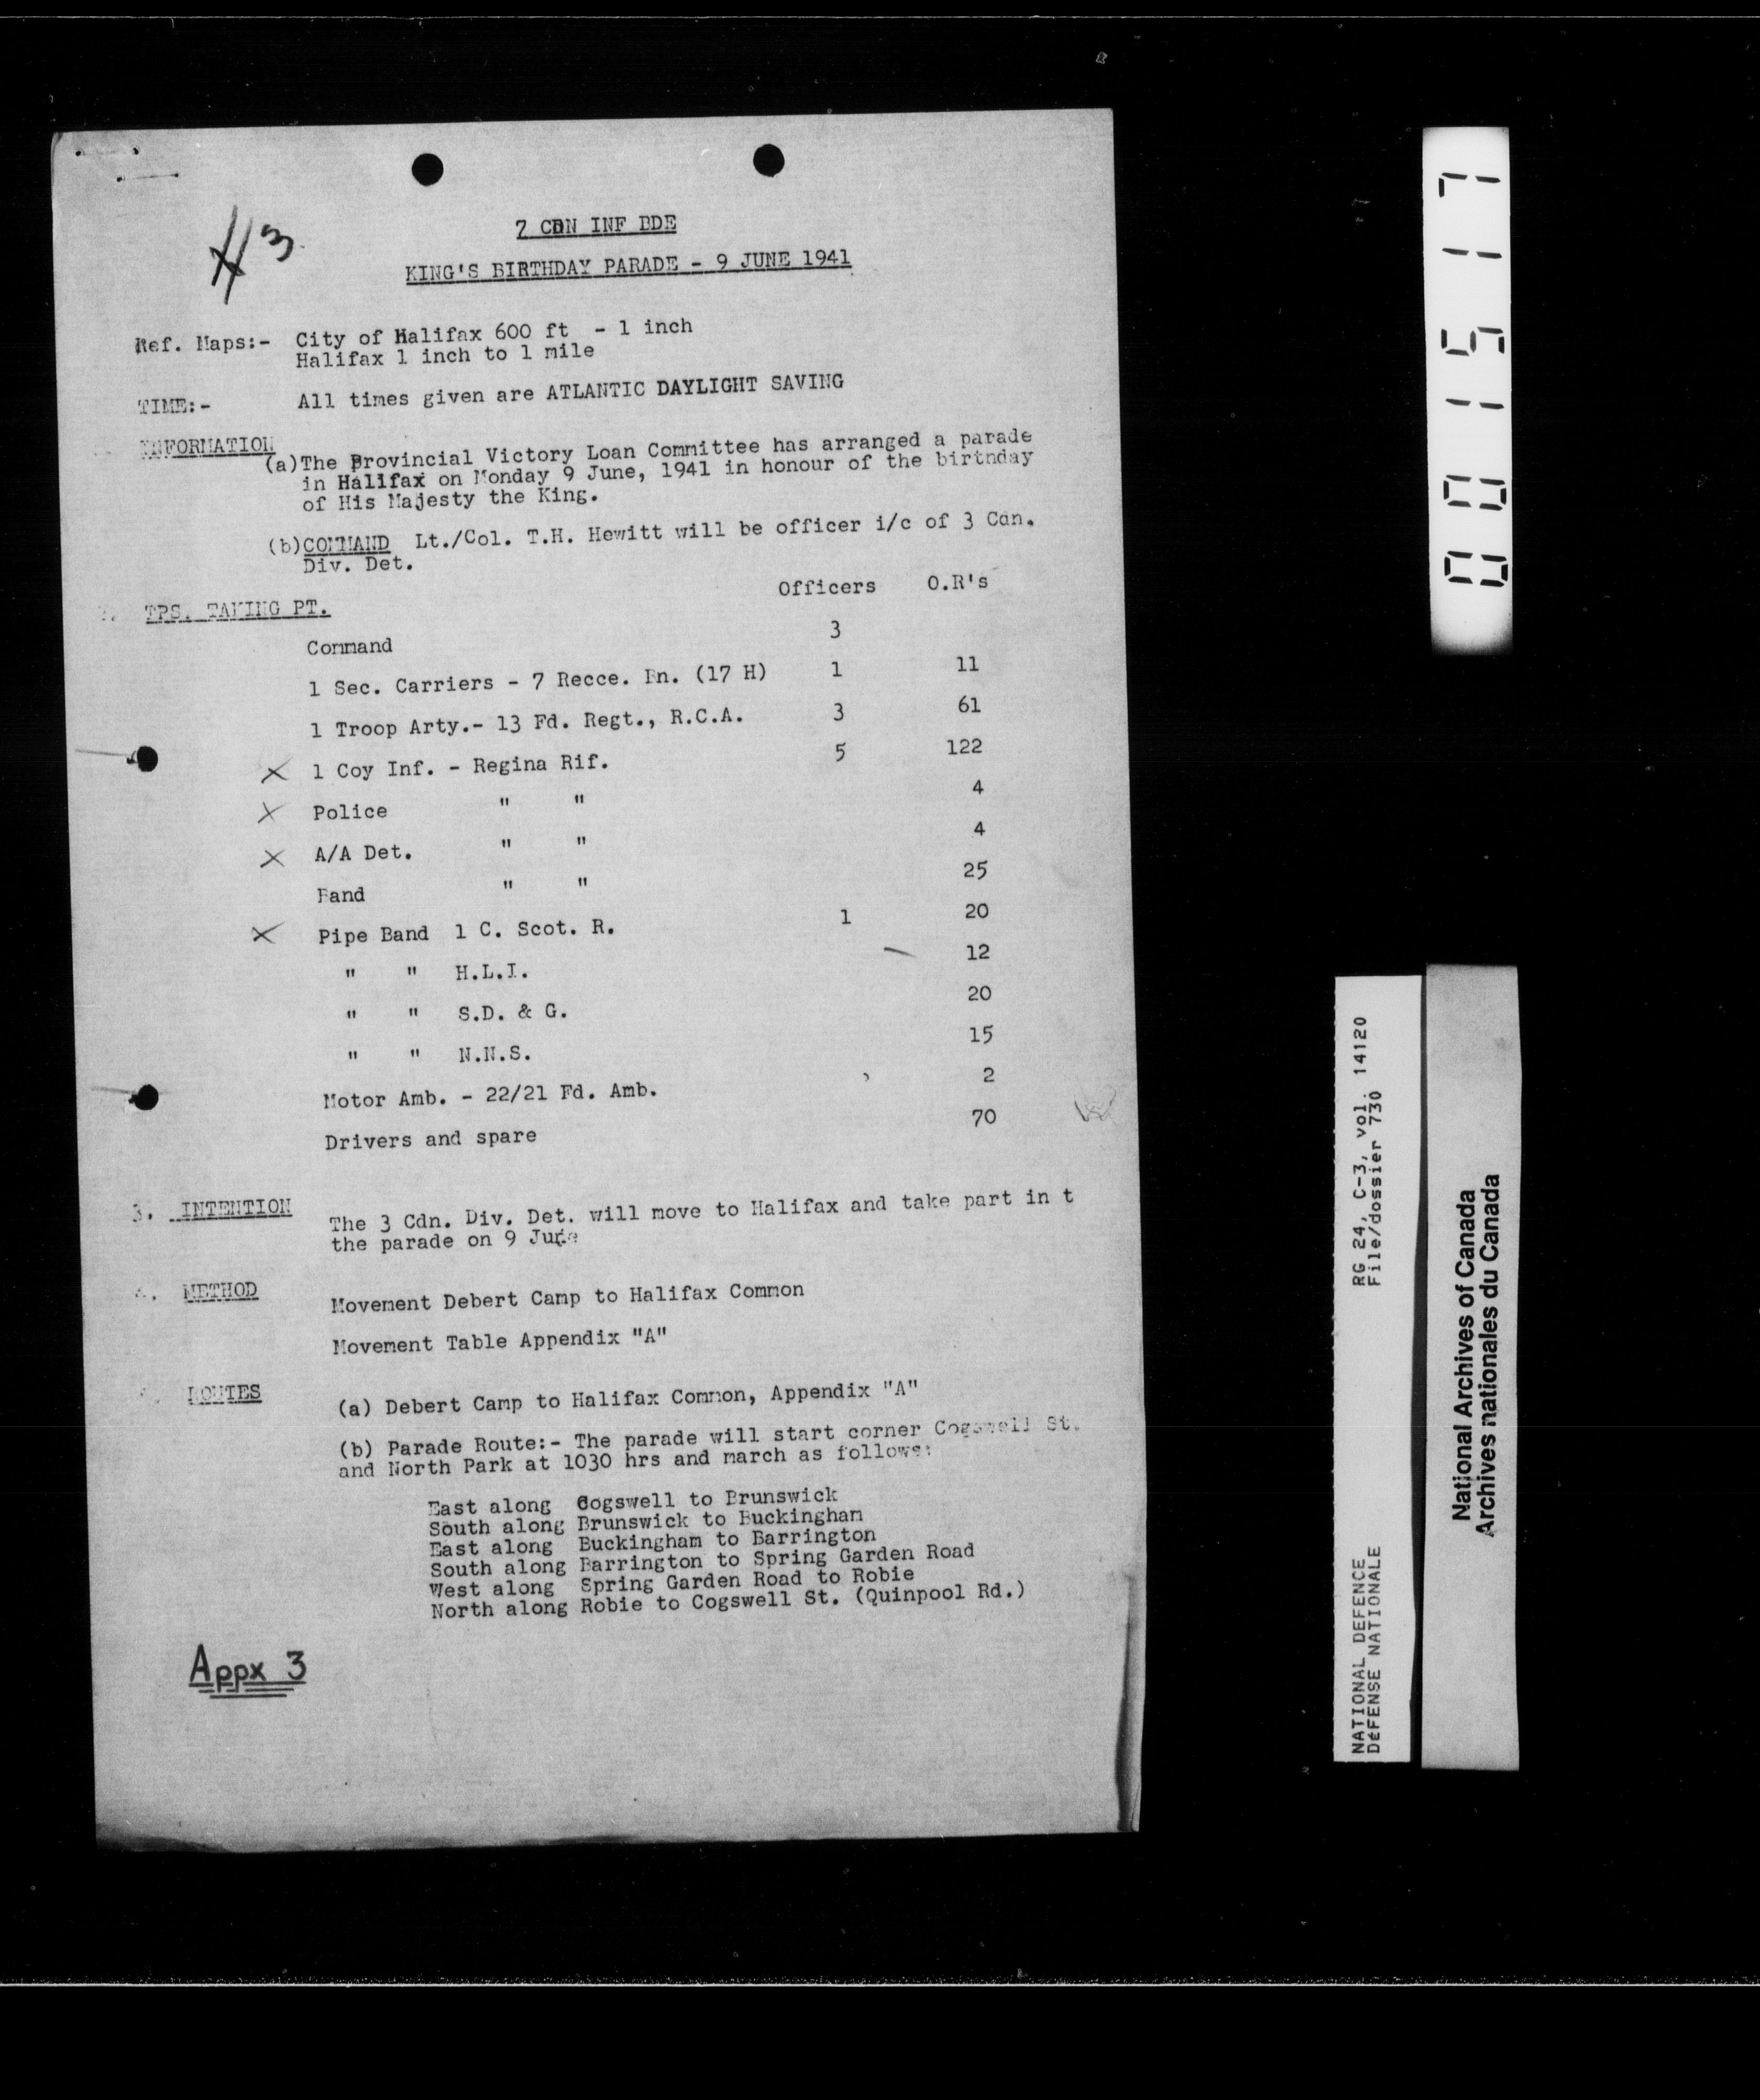 #3
7 CDN INF BDE
KING'S BIRTHDAY PARADE - 9 JUNE 1941
Ref. Maps:- City of Halifax 600 ft - 1 inch
Halifax 1 inch to 1 mile
TIME:- All times given are ATLANTIC DAYLIGHT SAVING
INFORMATION
(a)The Provincial Victory Loan Committee has arranged a parade
in Halifax on Monday 9 June, 1941 in honour of the birthday
of His Majesty the King.
(b)COMMAND Lt./Col. T.H. Hewitt will be officer i/c of 3 Cdn.
Div. Det.
Officers O.R's
TPS. TAKING PT.
Command 3
1 Sec. Carriers - 7 Recce. Bn. (17 H) 1 11
1 Troop Arty.- 13 Fd. Regt., R.C.A. 3 61
X 1 Coy Inf. - Regina Rif. 5 122
X Police " " 4
X A/A Det. " " 4
Band " " 25
X Pipe Band 1 C. Scot. R. 1 20
" " H.L.I. 12
" " S.D. & G. 20
" " N.N.S. 15
Motor Amb. - 22/21 Fd. Amb. 2
Drivers and spare 70
3. INTENTION
The 3 Cdn. Div. Det. will move to Halifax and take part in t
the parade on 9 June
4. METHOD
Movement Debert Camp to Halifax Common
Movement Table Appendix "A"
ROUTES
(a) Debert Camp to Halifax Common, Appendix "A"
(b) Parade Route:- The parade will start corner Cogswell St.
and North Park at 1030 hrs and march as follows:
East along Cogswell to Brunswick
South along Brunswick to Buckingham
East along Buckingham to Barrington
South along Barrington to Spring Garden Road
West along Spring Garden Road to Robie
North along Robie to Cogswell St. (Quinpool Rd.)
Appx 3
001517
NATIONAL DEFENCE RG 24, C-3, vol. 14120
DéFENSE NATIONALE File/dossier 730
National Archives of Canada
Archives nationales du Canada